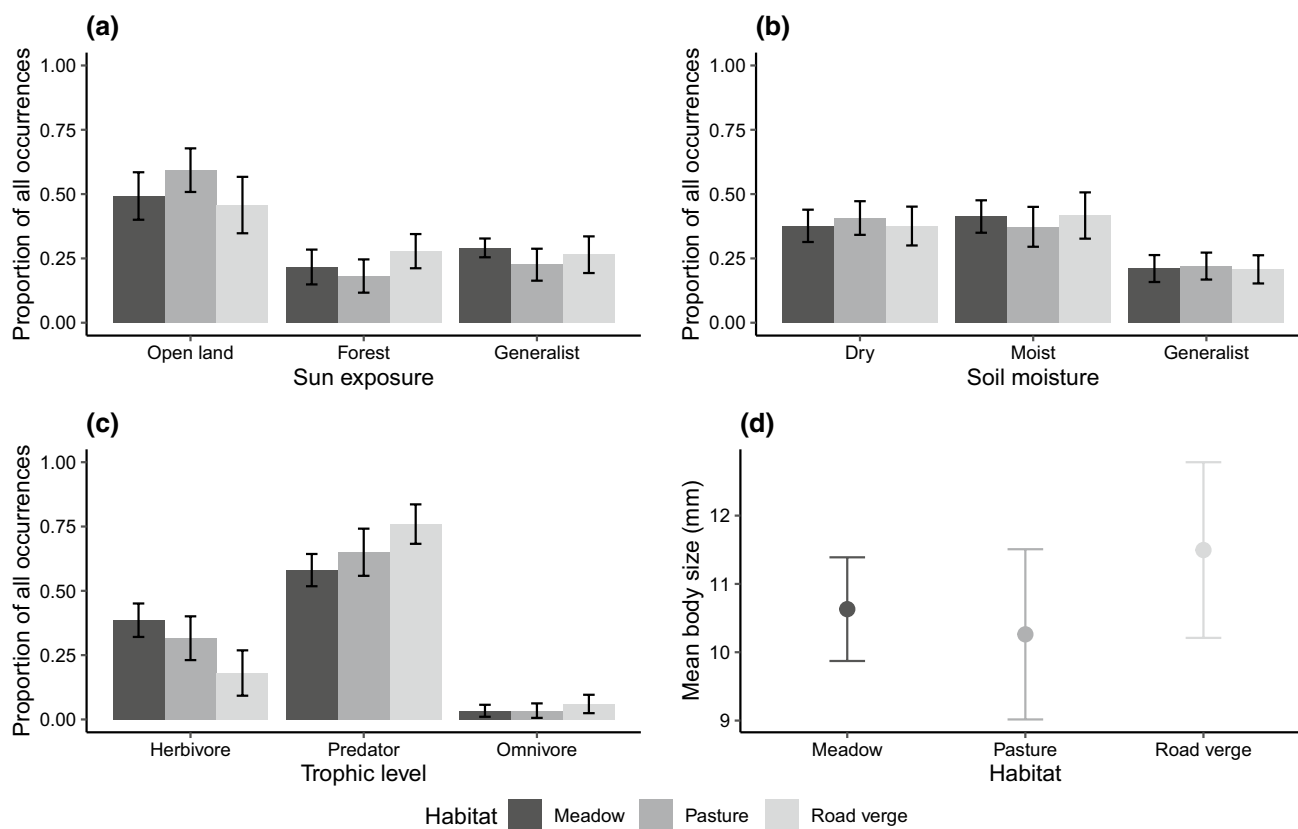 (a)
Proportion of all occurrences
1.00
0.75
0.50
0.25
0.00
Open land Forest Generalist
Sun exposure
(b)
Proportion of all occurrences
1.00
0.75
0.50
0.25
0.00
Dry Moist Generalist
Soil moisture
(c)
Proportion of all occurrences
1.00
0.75
0.50
0.25
0.00
Herbivore Predator Omnivore
Trophic level
(d)
Mean body size (mm)
12
11
10
9
Meadow Pasture Road verge
Habitat
Habitat Meadow Pasture Road verge